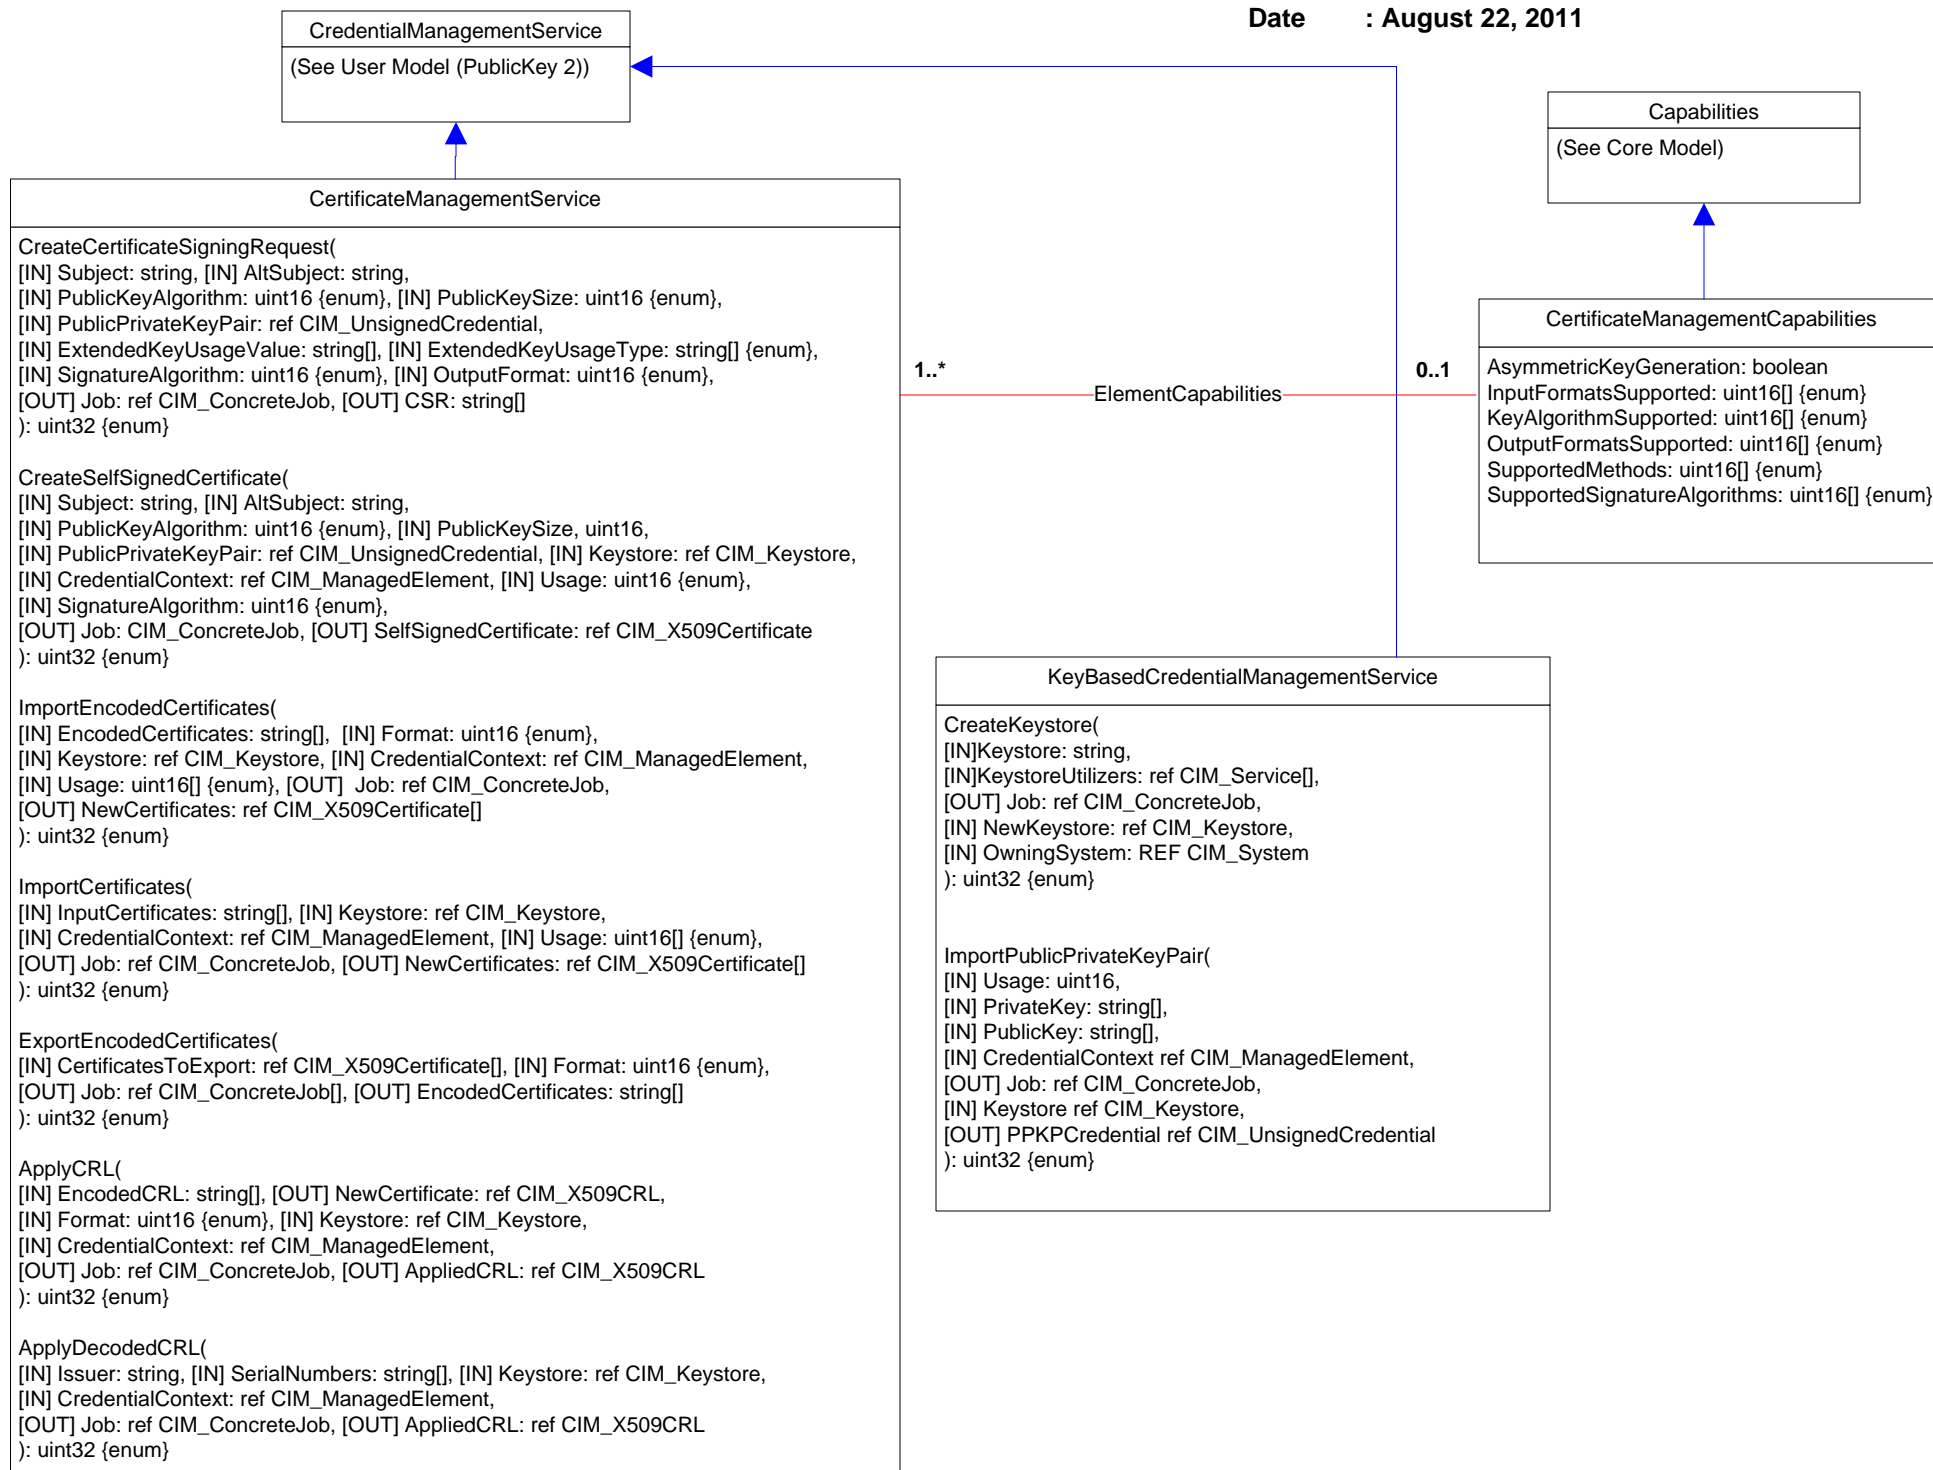 Date : August 22, 2011
CredentialManagementService
(See User Model (PublicKey 2))
Capabilities
(See Core Model)
CertificateManagementService
CreateCertificateSigningRequest(
[IN] Subject: string, [IN] AltSubject: string,
[IN] PublicKeyAlgorithm: uint16 {enum}, [IN] PublicKeySize: uint16 {enum},
[IN] PublicPrivateKeyPair: ref CIM_UnsignedCredential,
[IN] ExtendedKeyUsageValue: string[], [IN] ExtendedKeyUsageType: string[] {enum},
[IN] SignatureAlgorithm: uint16 {enum}, [IN] OutputFormat: uint16 {enum},
[OUT] Job: ref CIM_ConcreteJob, [OUT] CSR: string[]
): uint32 {enum}
CreateSelfSignedCertificate(
[IN] Subject: string, [IN] AltSubject: string,
[IN] PublicKeyAlgorithm: uint16 {enum}, [IN] PublicKeySize, uint16,
[IN] PublicPrivateKeyPair: ref CIM_UnsignedCredential, [IN] Keystore: ref CIM_Keystore,
[IN] CredentialContext: ref CIM_ManagedElement, [IN] Usage: uint16 {enum},
[IN] SignatureAlgorithm: uint16 {enum},
[OUT] Job: CIM_ConcreteJob, [OUT] SelfSignedCertificate: ref CIM_X509Certificate
): uint32 {enum}
ImportEncodedCertificates(
[IN] EncodedCertificates: string[], [IN] Format: uint16 {enum},
[IN] Keystore: ref CIM_Keystore, [IN] CredentialContext: ref CIM_ManagedElement,
[IN] Usage: uint16[] {enum}, [OUT] Job: ref CIM_ConcreteJob,
[OUT] NewCertificates: ref CIM_X509Certificate[]
): uint32 {enum}
ImportCertificates(
[IN] InputCertificates: string[], [IN] Keystore: ref CIM_Keystore,
[IN] CredentialContext: ref CIM_ManagedElement, [IN] Usage: uint16[] {enum},
[OUT] Job: ref CIM_ConcreteJob, [OUT] NewCertificates: ref CIM_X509Certificate[]
): uint32 {enum}
ExportEncodedCertificates(
[IN] CertificatesToExport: ref CIM_X509Certificate[], [IN] Format: uint16 {enum},
[OUT] Job: ref CIM_ConcreteJob[], [OUT] EncodedCertificates: string[]
): uint32 {enum}
ApplyCRL(
[IN] EncodedCRL: string[], [OUT] NewCertificate: ref CIM_X509CRL,
[IN] Format: uint16 {enum}, [IN] Keystore: ref CIM_Keystore,
[IN] CredentialContext: ref CIM_ManagedElement,
[OUT] Job: ref CIM_ConcreteJob, [OUT] AppliedCRL: ref CIM_X509CRL
): uint32 {enum}
ApplyDecodedCRL(
[IN] Issuer: string, [IN] SerialNumbers: string[], [IN] Keystore: ref CIM_Keystore,
[IN] CredentialContext: ref CIM_ManagedElement,
[OUT] Job: ref CIM_ConcreteJob, [OUT] AppliedCRL: ref CIM_X509CRL
): uint32 {enum}
1..*
ElementCapabilities
0..1
CertificateManagementCapabilities
AsymmetricKeyGeneration: boolean
InputFormatsSupported: uint16[] {enum}
KeyAlgorithmSupported: uint16[] {enum}
OutputFormatsSupported: uint16[] {enum}
SupportedMethods: uint16[] {enum}
SupportedSignatureAlgorithms: uint16[] {enum}
KeyBasedCredentialManagementService
CreateKeystore(
[IN]Keystore: string,
[IN]KeystoreUtilizers: ref CIM_Service[],
[OUT] Job: ref CIM_ConcreteJob,
[IN] NewKeystore: ref CIM_Keystore,
[IN] OwningSystem: REF CIM_System
): uint32 {enum}
ImportPublicPrivateKeyPair(
[IN] Usage: uint16,
[IN] PrivateKey: string[],
[IN] PublicKey: string[],
[IN] CredentialContext ref CIM_ManagedElement,
[OUT] Job: ref CIM_ConcreteJob,
[IN] Keystore ref CIM_Keystore,
[OUT] PPKPCredential ref CIM_UnsignedCredential
): uint32 {enum}